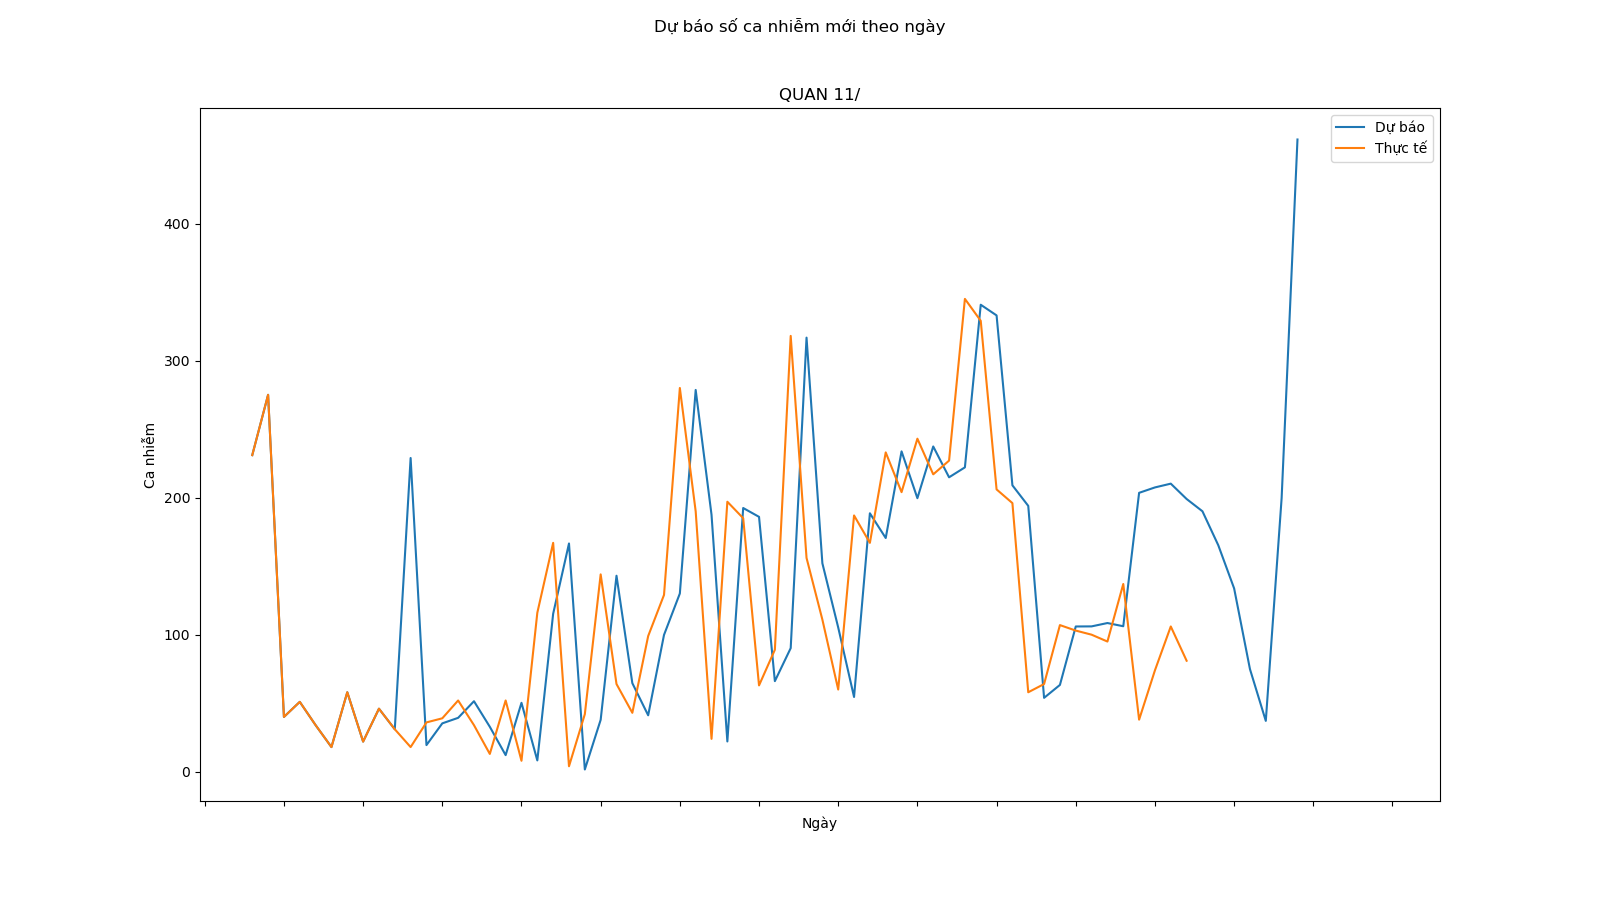 Dự báo số ca nhiễm mới theo ngày
QUAN 11/
Dự báo
Thực tế
400
300
200
100
0
Ca nhiễm
Ngày